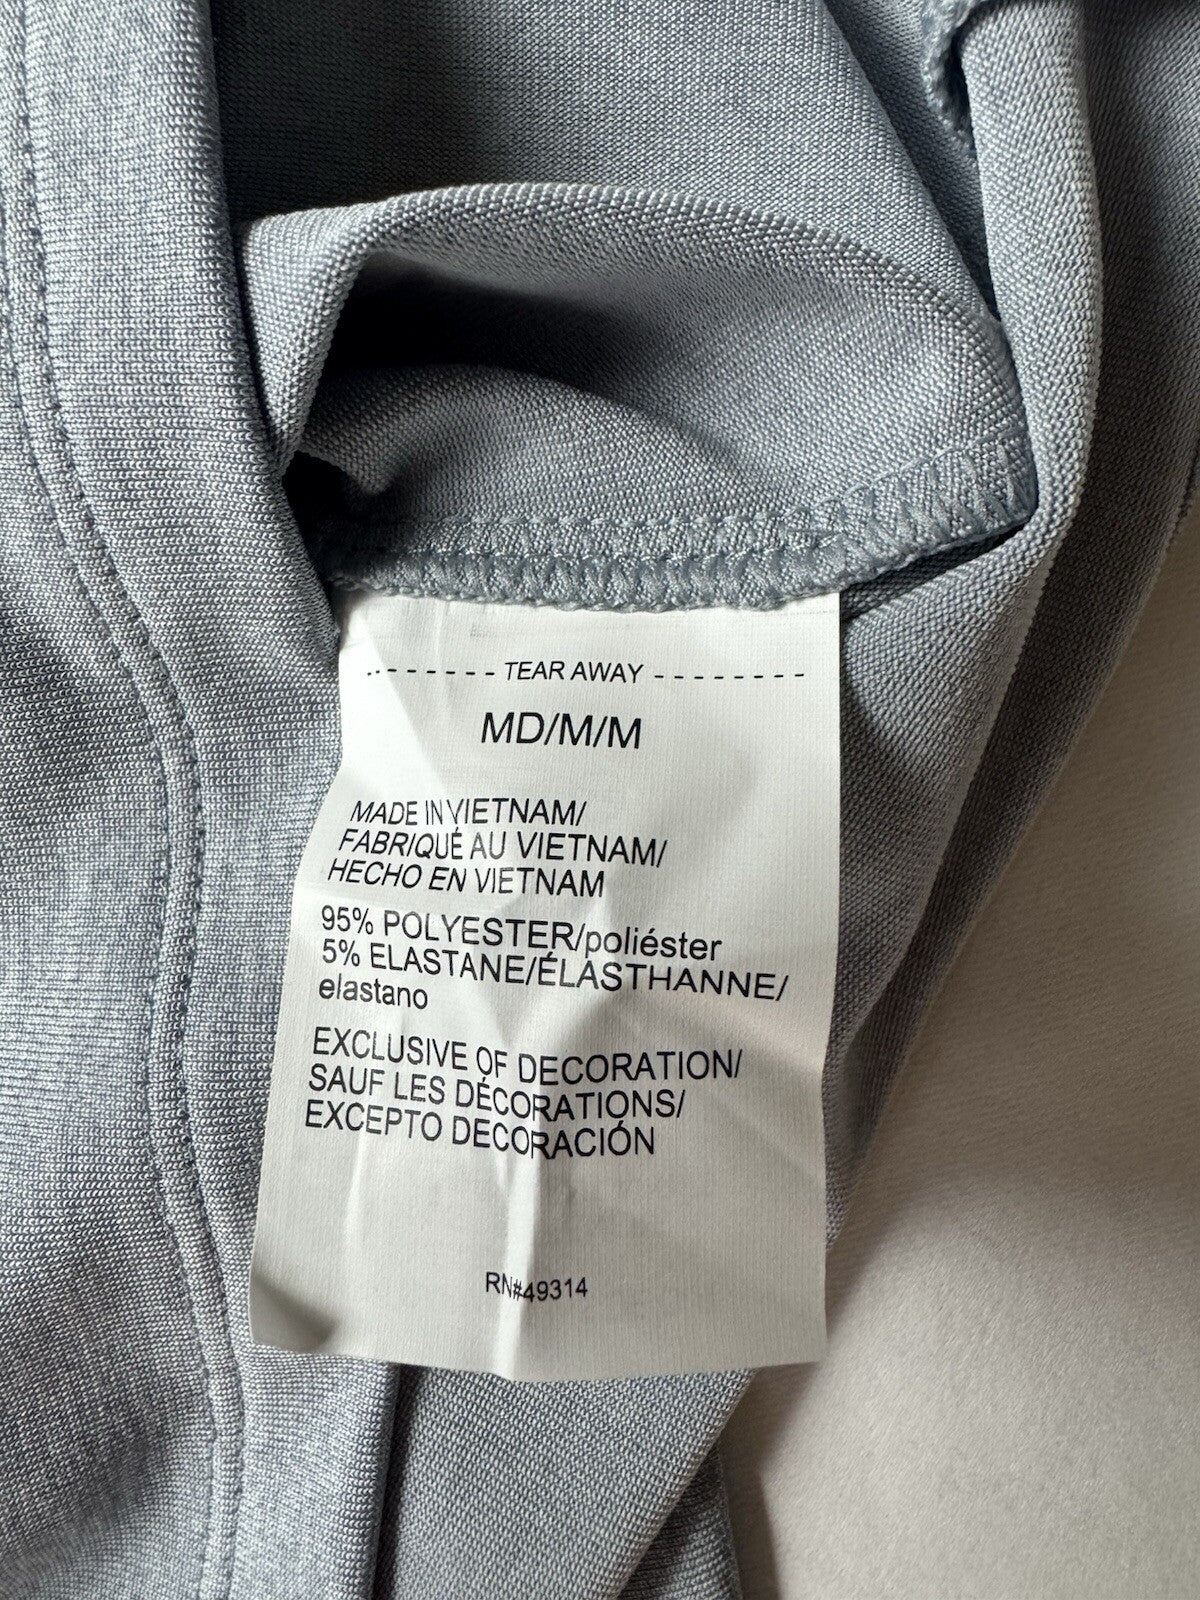 TEAR AWAY
MD/M/M
MADE IN VIETNAM/
FABRIQUÉ AU VIETNAM/
HECHO EN VIETNAM
95% POLYESTER/poliéster
5% ELASTANE/ÉLASTHANNE/
elastano
EXCLUSIVE OF DECORATION/
SAUF LES DÉCORATIONS/
EXCEPTO DECORACIÓN
RN#49314